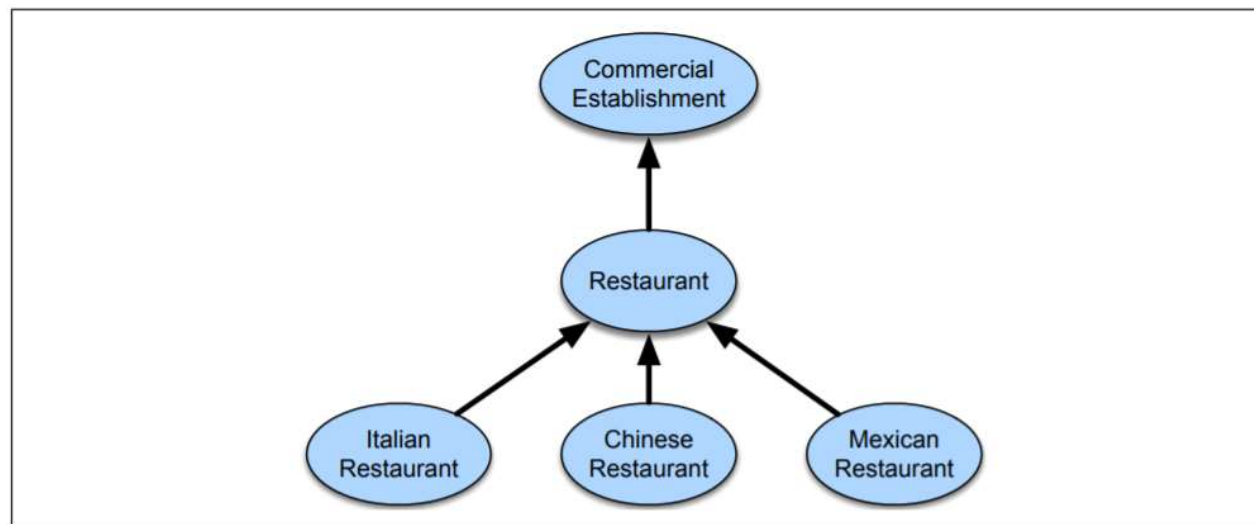 Commercial
Establishment
Restaurant
Italian
Restaurant
Chinese
Restaurant
Mexican
Restaurant